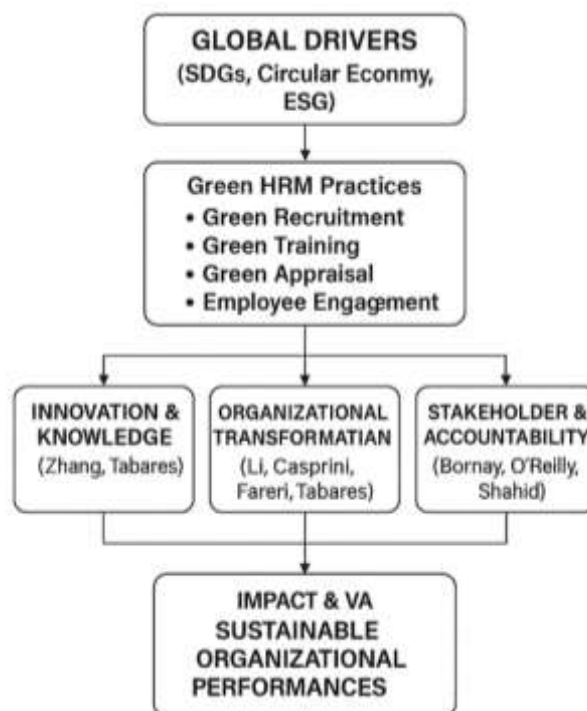 GLOBAL DRIVERS
(SDGs, Circular Econmy,
ESG)
Green HRM Practices
• Green Recruitment
• Green Training
• Green Appraisal
• Employee Engagement
INNOVATION &
KNOWLEDGE
(Zhang, Tabares)
ORGANIZATIONAL
TRANSFORMATIAN
(Li, Casprini,
Fareri, Tabares)
STAKEHOLDER &
ACCOUNTABILITY
(Bornay, O'Reilly,
Shahid)
IMPACT & VA
SUSTAINABLE
ORGANIZATIONAL
PERFORMANCES